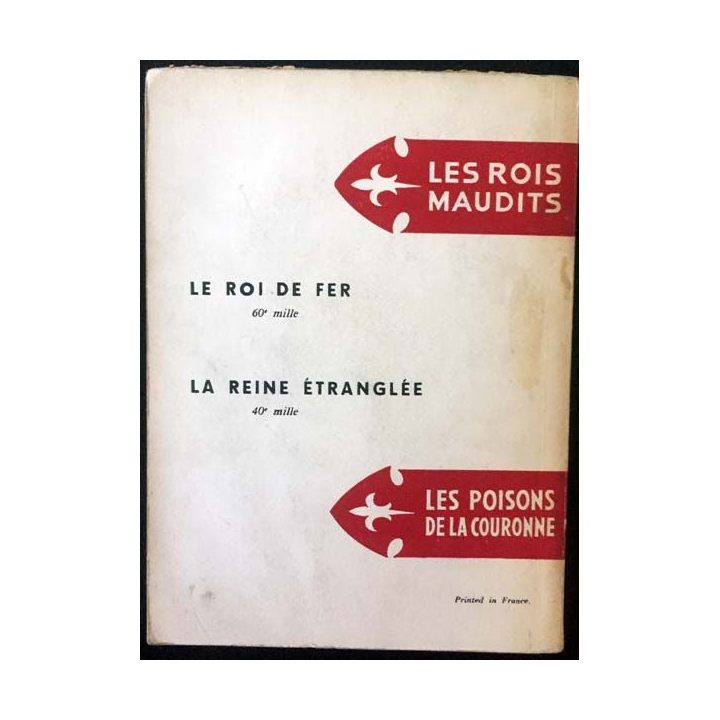 LES ROIS
MAUDITS
LE ROI DE FER
60e mille
LA REINE ÉTRANGLÉE
40e mille
LES POISONS
DE LA COURONNE
Printed in France.